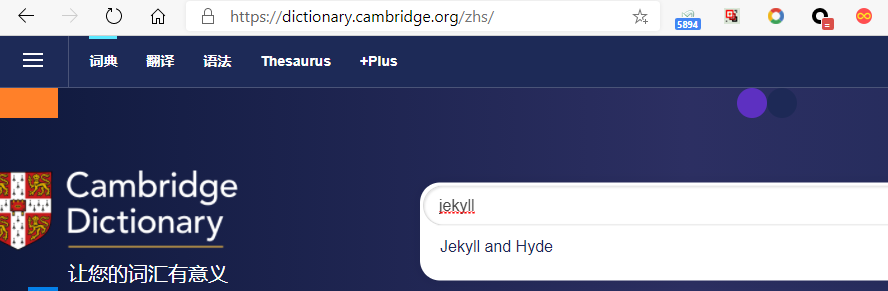 https://dictionary.cambridge.org/zhs/
5894
词典 翻译 语法 Thesaurus +Plus
Cambridge
Dictionary
让您的词汇有意义
jekyll
Jekyll and Hyde